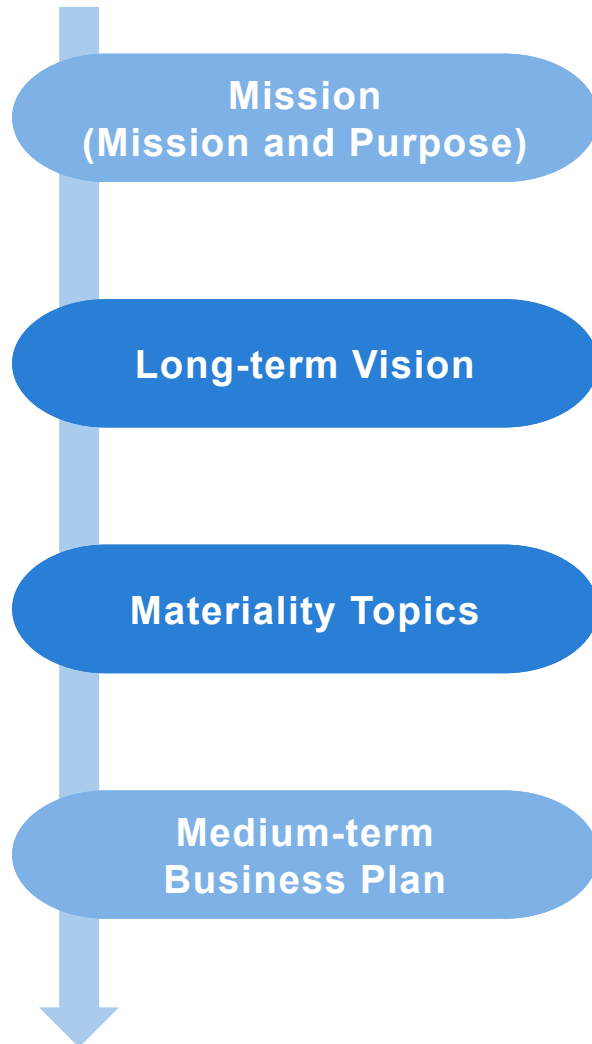 Mission
(Mission and Purpose)
Long-term Vision
Materiality Topics
Medium-term
Business Plan